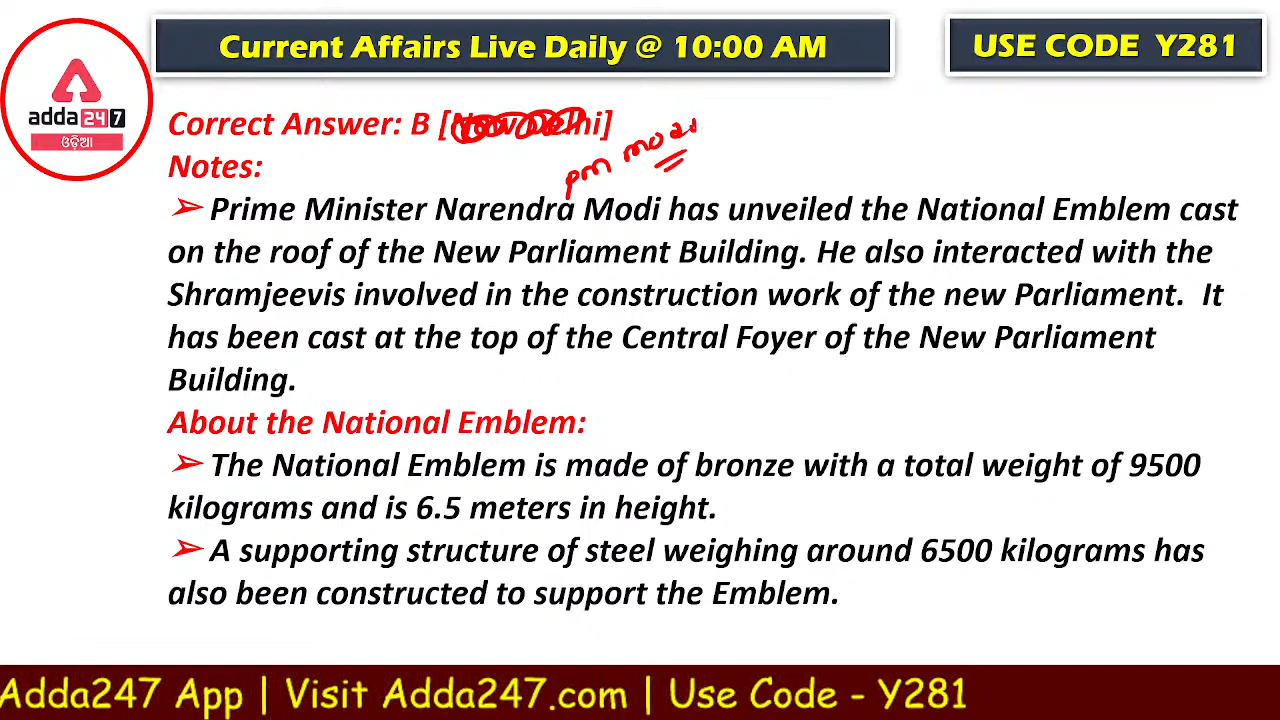 Current Affairs Live Daily @ 10:00 AM
USE CODE Y281
adda 24 7
ଓଡ଼ିଆ
Correct Answer: B [New Delhi]
pm modi
Notes:
➢ Prime Minister Narendra Modi has unveiled the National Emblem cast
on the roof of the New Parliament Building. He also interacted with the
Shramjeevis involved in the construction work of the new Parliament. It
has been cast at the top of the Central Foyer of the New Parliament
Building.
About the National Emblem:
➢ The National Emblem is made of bronze with a total weight of 9500
kilograms and is 6.5 meters in height.
➢ A supporting structure of steel weighing around 6500 kilograms has
also been constructed to support the Emblem.
Adda247 App | Visit Adda247.com | Use Code - Y281